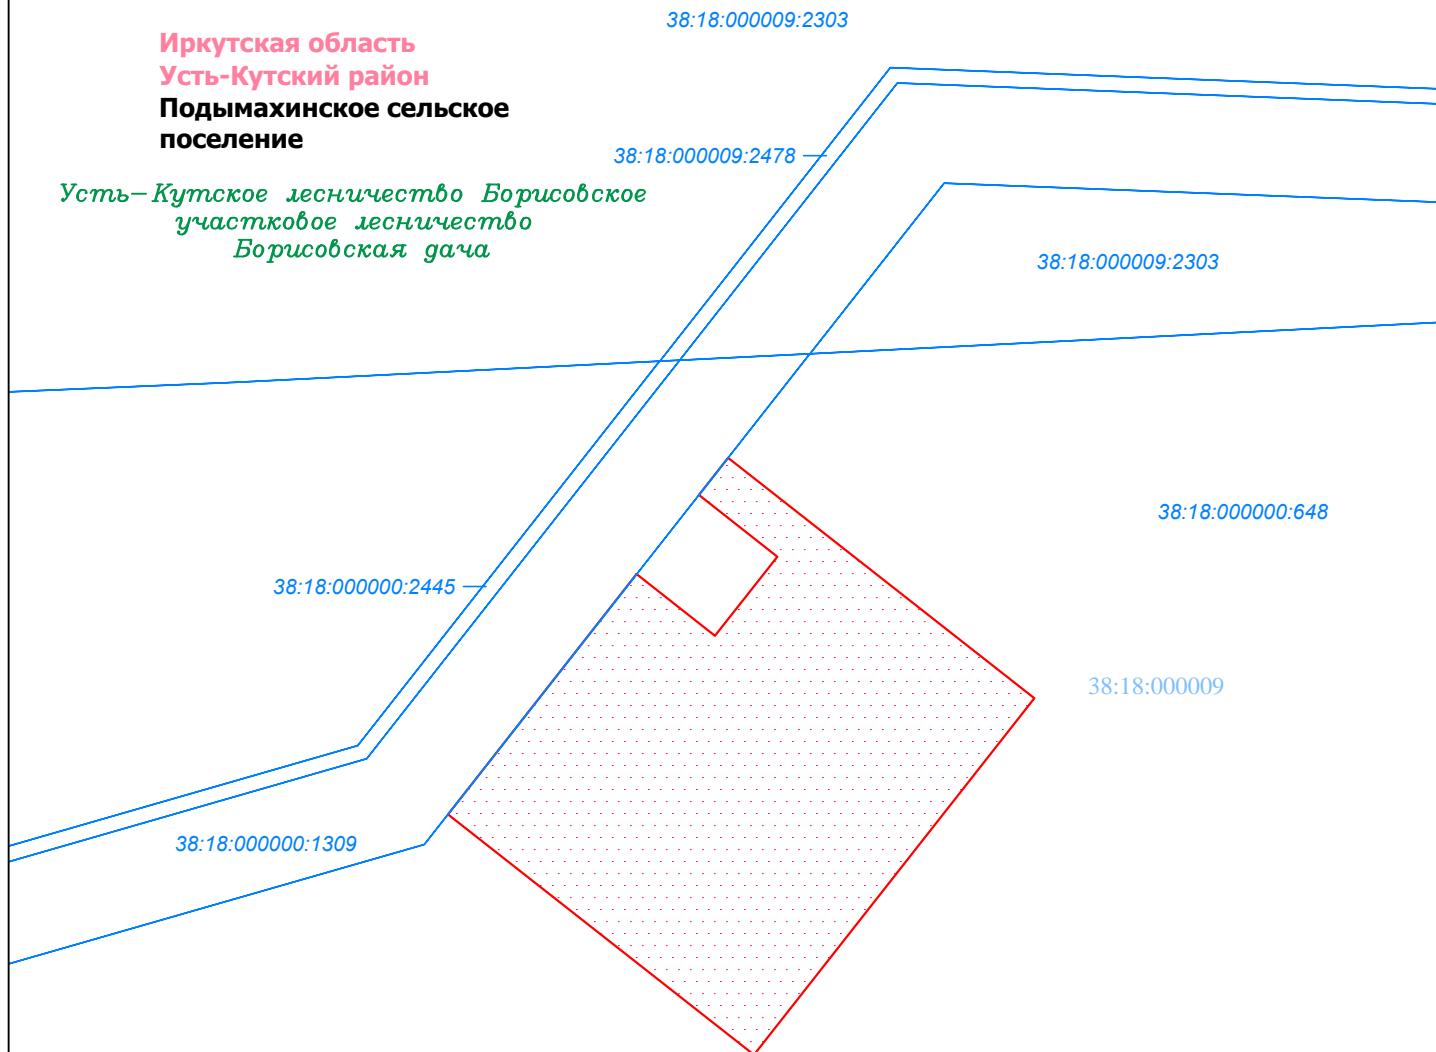 38:18:000009:2303
Иркутская область
Усть-Кутский район
Подымахинское сельское
поселение
38:18:000009:2478
Усть-Кутское лесничество Борисовское
участковое лесничество
Борисовская дача
38:18:000009:2303
38:18:000000:648
38:18:000000:2445
38:18:000009
38:18:000000:1309